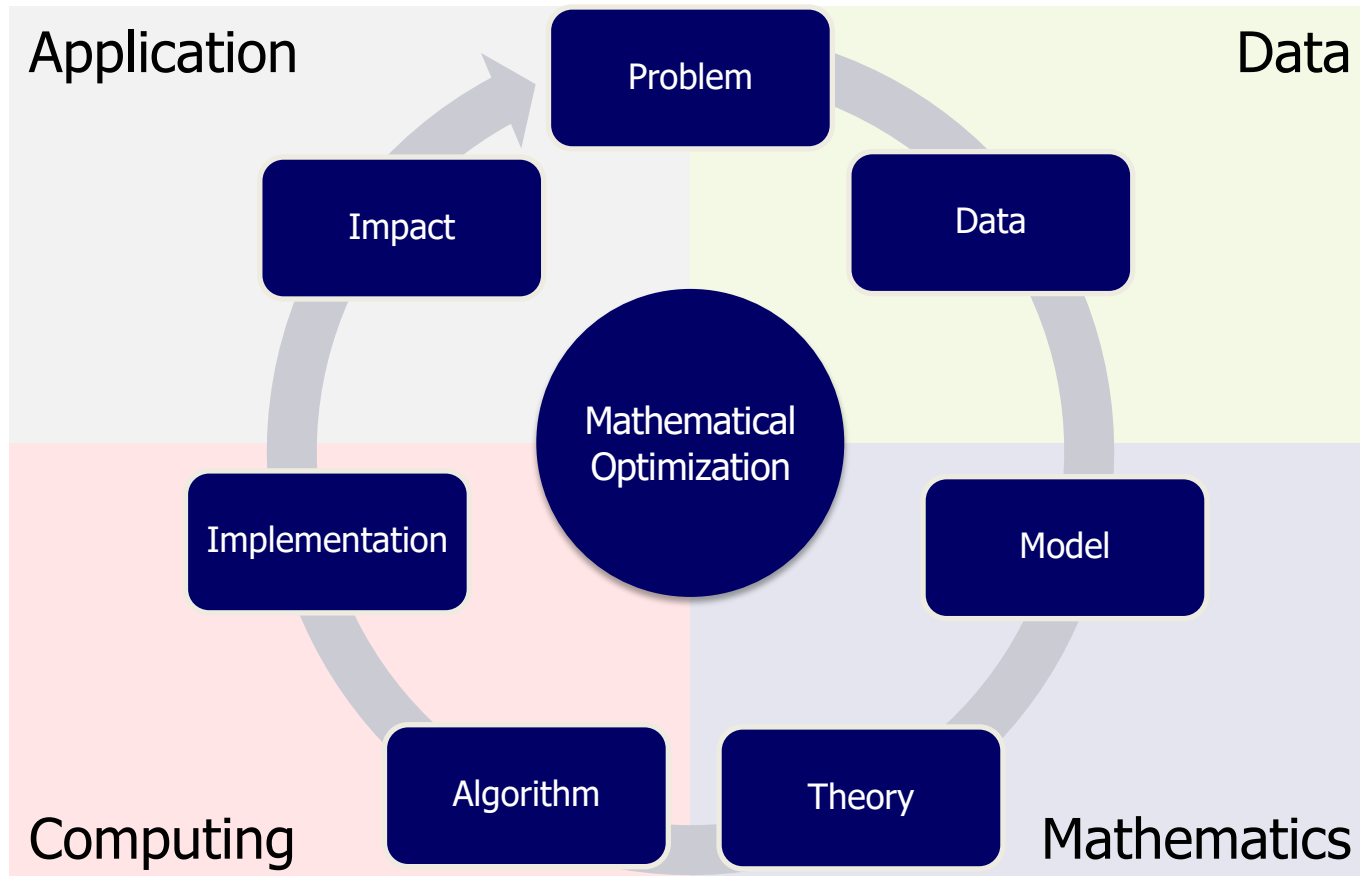 Application
Problem
Data
Impact
Data
Mathematical
Optimization
Implementation
Model
Algorithm
Theory
Computing
Mathematics